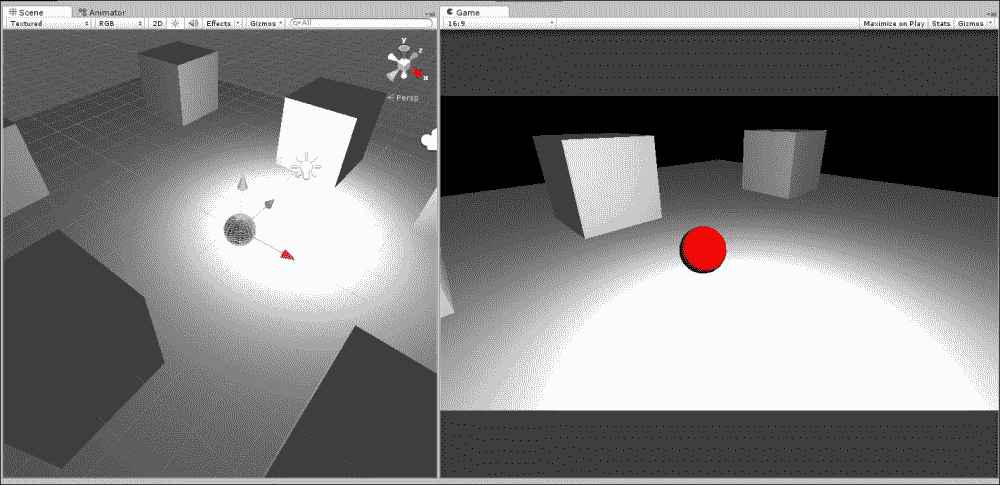 Scene Animator
Textured RGB 2D Effects Gizmos All
y
z
x
Persp
Game
16:9 Maximize on Play Stats Gizmos